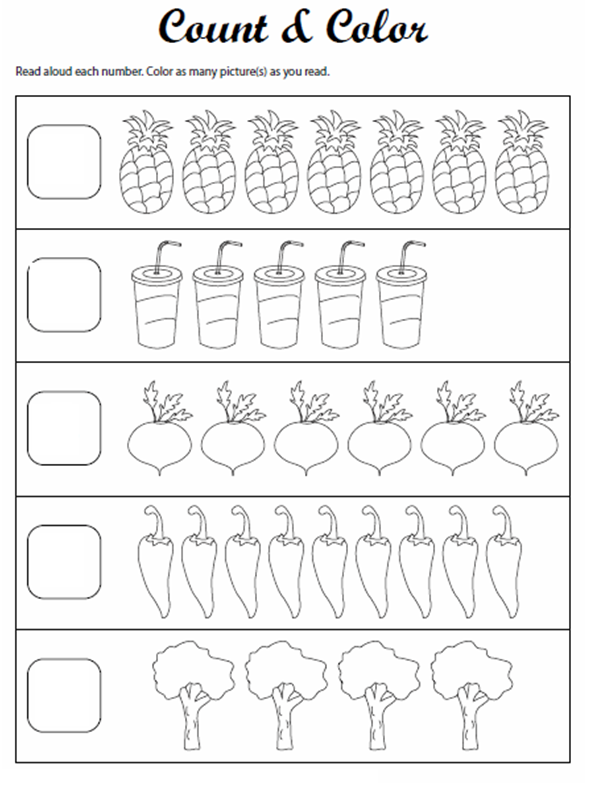 Count & Color
Read aloud each number. Color as many picture(s) as you read.